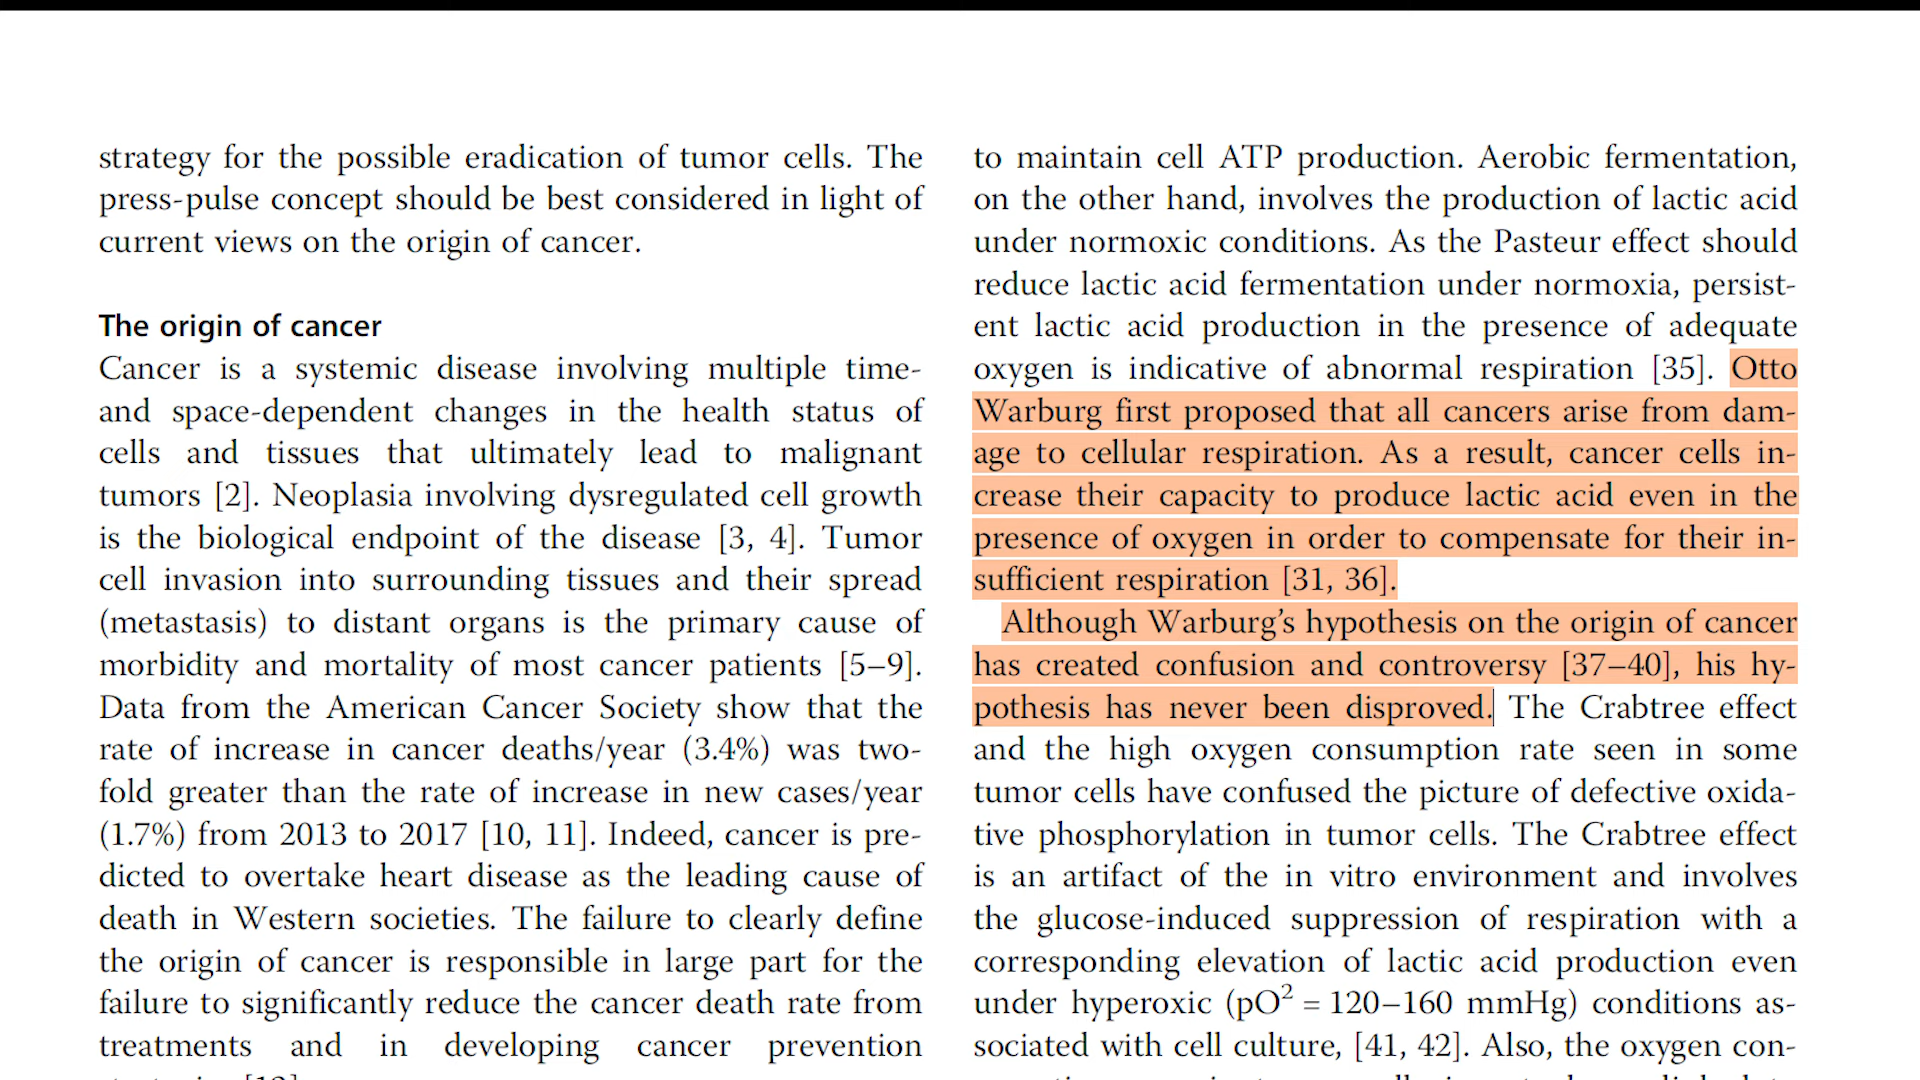 strategy for the possible eradication of tumor cells. The
press-pulse concept should be best considered in light of
current views on the origin of cancer.
The origin of cancer
Cancer is a systemic disease involving multiple time-
and space-dependent changes in the health status of
cells and tissues that ultimately lead to malignant
tumors [2]. Neoplasia involving dysregulated cell growth
is the biological endpoint of the disease [3, 4]. Tumor
cell invasion into surrounding tissues and their spread
(metastasis) to distant organs is the primary cause of
morbidity and mortality of most cancer patients [5–9].
Data from the American Cancer Society show that the
rate of increase in cancer deaths/year (3.4%) was two-
fold greater than the rate of increase in new cases/year
(1.7%) from 2013 to 2017 [10, 11]. Indeed, cancer is pre-
dicted to overtake heart disease as the leading cause of
death in Western societies. The failure to clearly define
the origin of cancer is responsible in large part for the
failure to significantly reduce the cancer death rate from
treatments and in developing cancer prevention
to maintain cell ATP production. Aerobic fermentation,
on the other hand, involves the production of lactic acid
under normoxic conditions. As the Pasteur effect should
reduce lactic acid fermentation under normoxia, persist-
ent lactic acid production in the presence of adequate
oxygen is indicative of abnormal respiration [35]. Otto
Warburg first proposed that all cancers arise from dam-
age to cellular respiration. As a result, cancer cells in-
crease their capacity to produce lactic acid even in the
presence of oxygen in order to compensate for their in-
sufficient respiration [31, 36].
Although Warburg's hypothesis on the origin of cancer
has created confusion and controversy [37–40], his hy-
pothesis has never been disproved. The Crabtree effect
and the high oxygen consumption rate seen in some
tumor cells have confused the picture of defective oxida-
tive phosphorylation in tumor cells. The Crabtree effect
is an artifact of the in vitro environment and involves
the glucose-induced suppression of respiration with a
corresponding elevation of lactic acid production even
under hyperoxic (pO² = 120–160 mmHg) conditions as-
sociated with cell culture, [41, 42]. Also, the oxygen con-